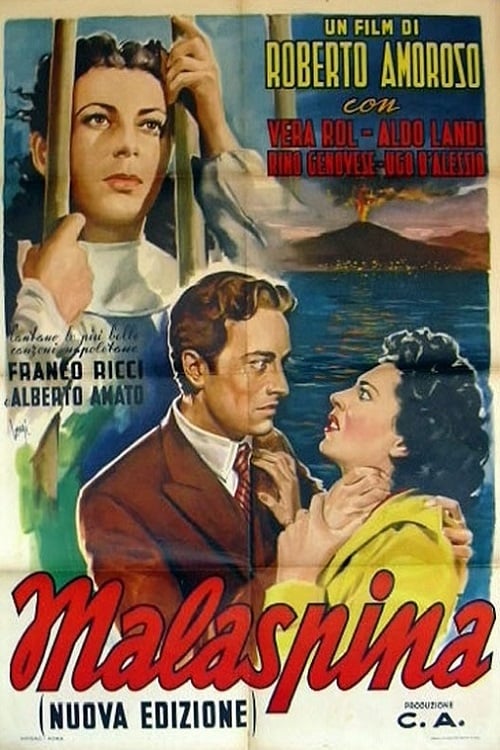 UN FILM DI
ROBERTO AMOROSO
con
VERA ROL - ALDO LANDI
RINO GENOVESE - UGO D'ALESSIO
Cantano le più belle
canzoni napoletane
FRANCO RICCI
e ALBERTO AMATO
Malaspina
(NUOVA EDIZIONE)
PRODUZIONE
C. A.